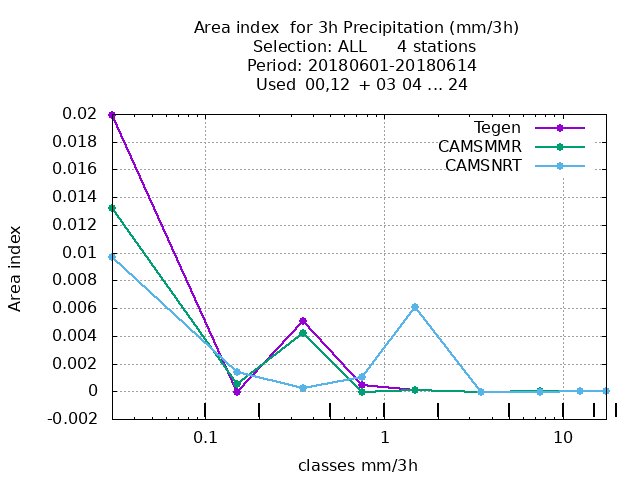 Area index  for 3h Precipitation (mm/3h)
Selection: ALL      4 stations
Period: 20180601-20180614
Used  00,12  + 03 04 ... 24
Tegen
CAMSMMR
CAMSNRT
0.02
0.018
0.016
0.014
0.012
0.01
0.008
0.006
0.004
0.002
0
-0.002
Area index
0.1
1
10
classes mm/3h